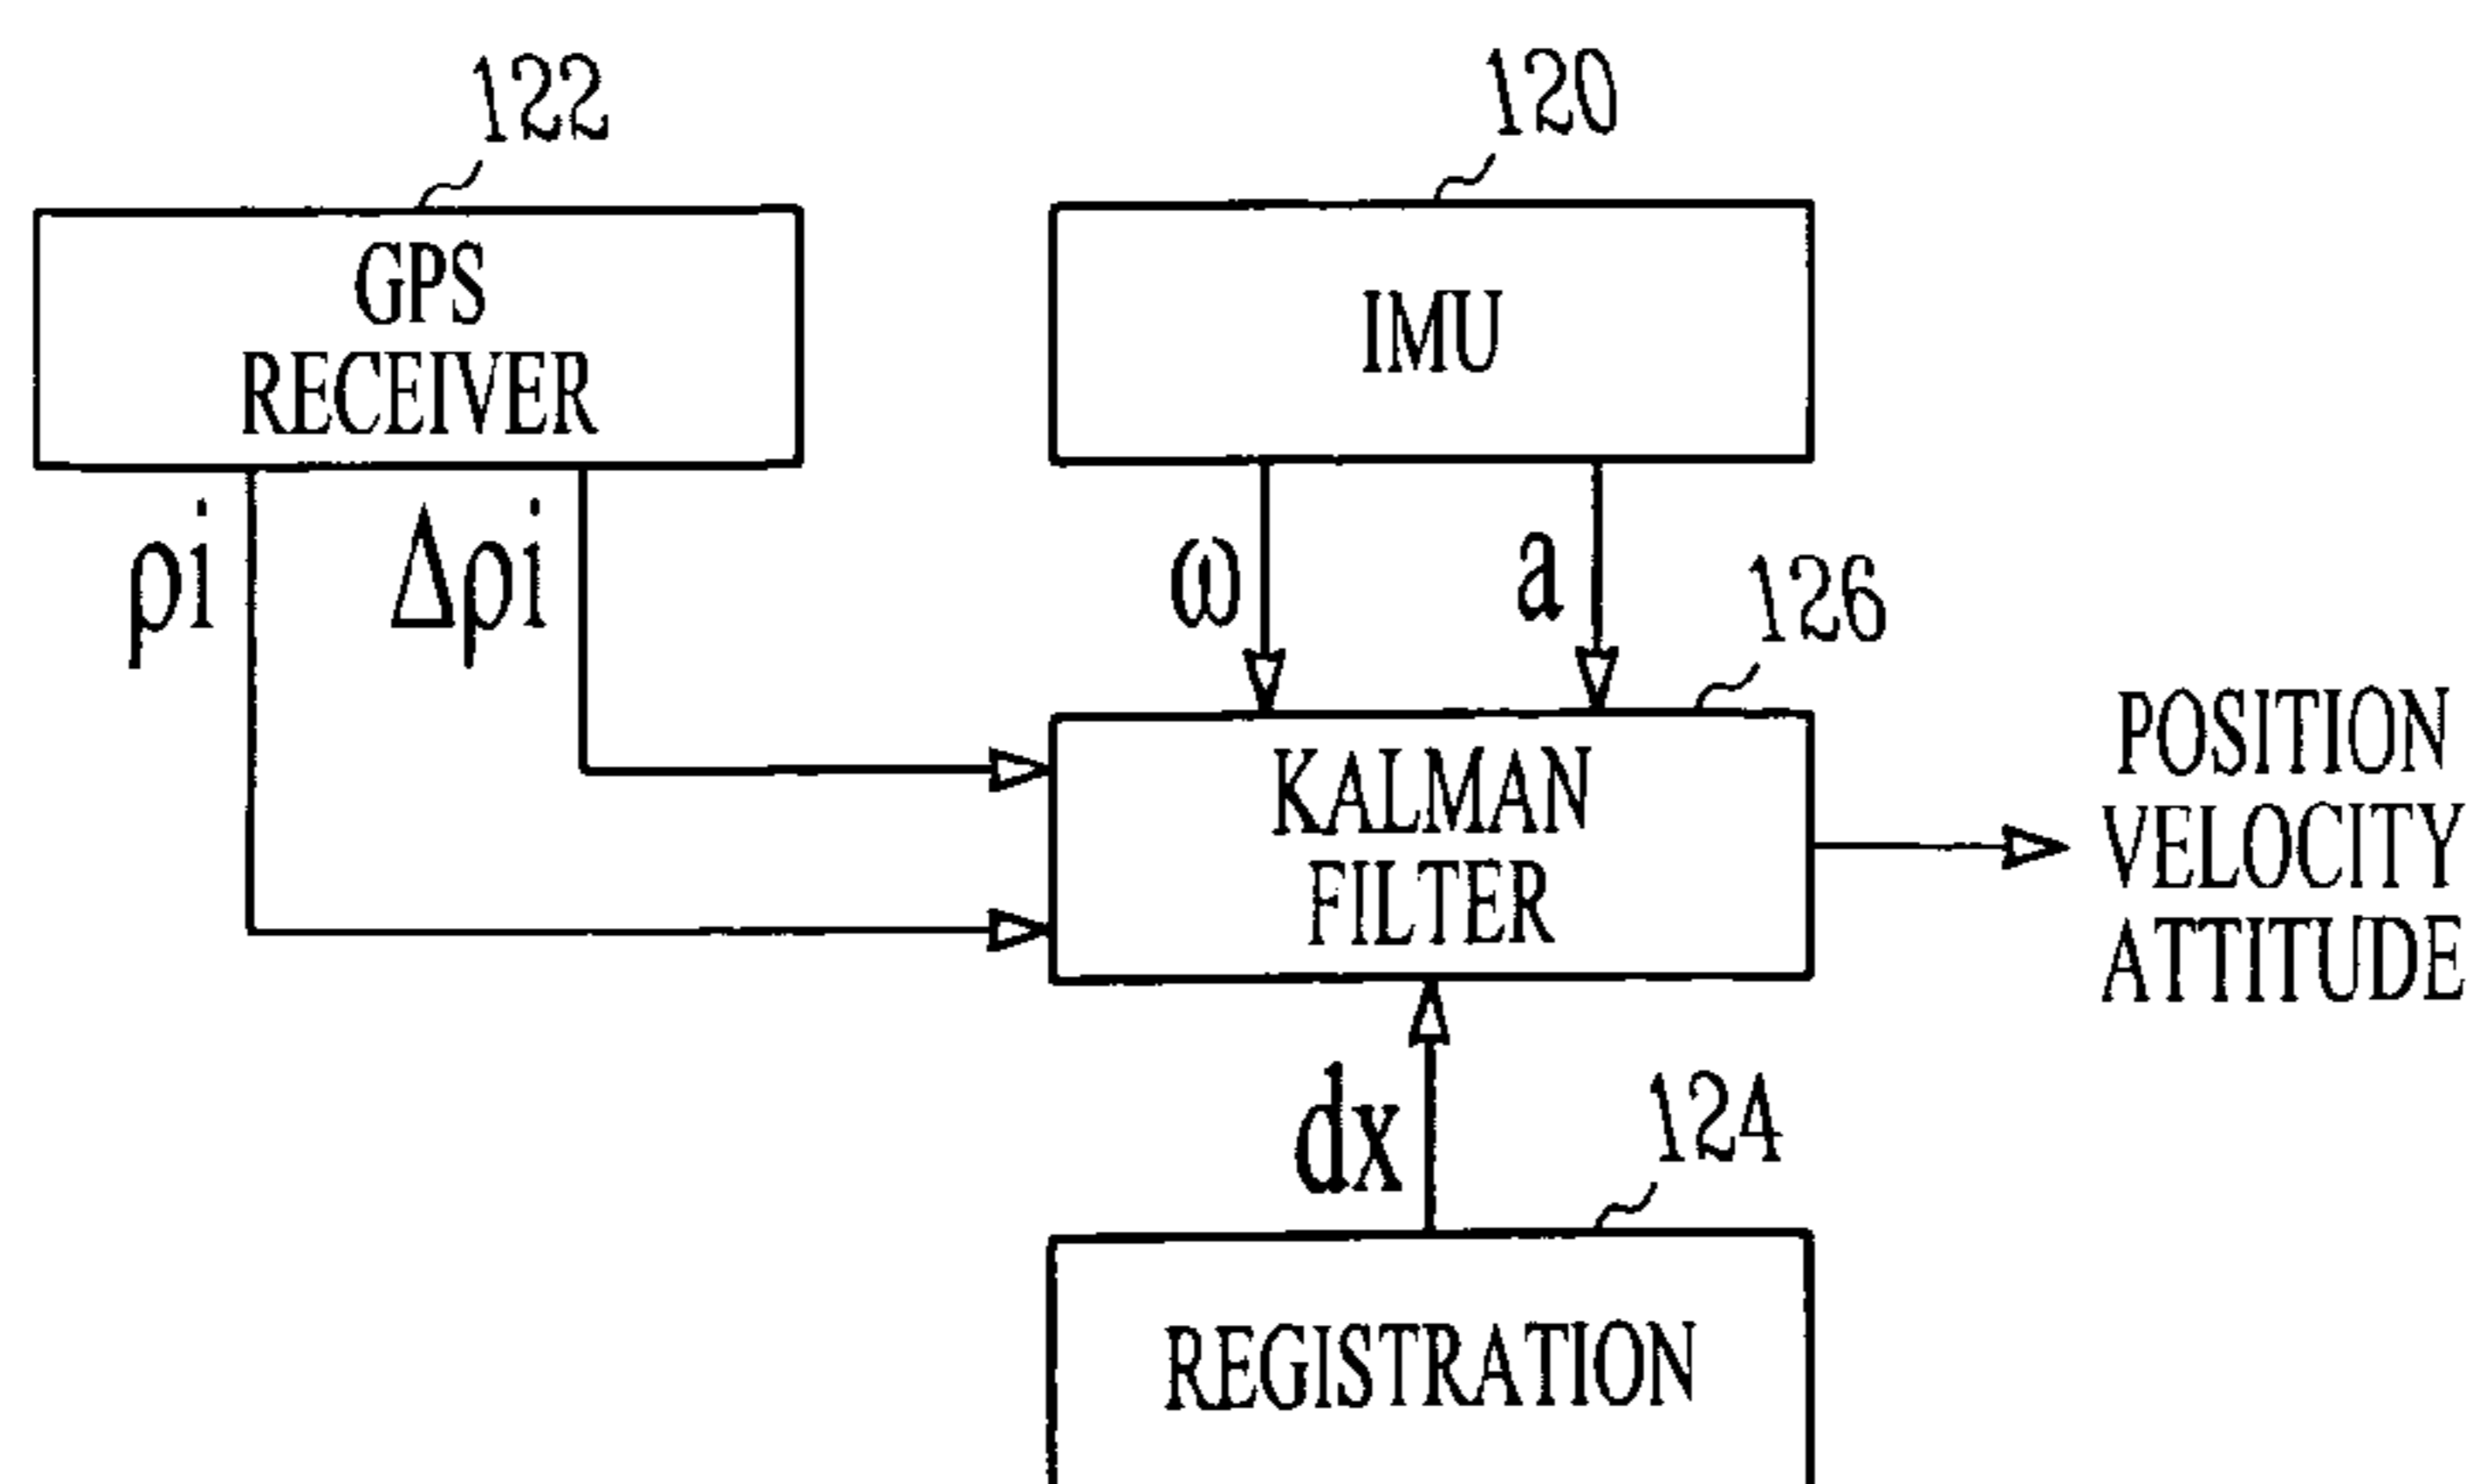 122
120
GPS
RECEIVER
IMU
ρi
Δρi
ω
a
126
KALMAN
FILTER
POSITION
VELOCITY
ATTITUDE
dx
124
REGISTRATION